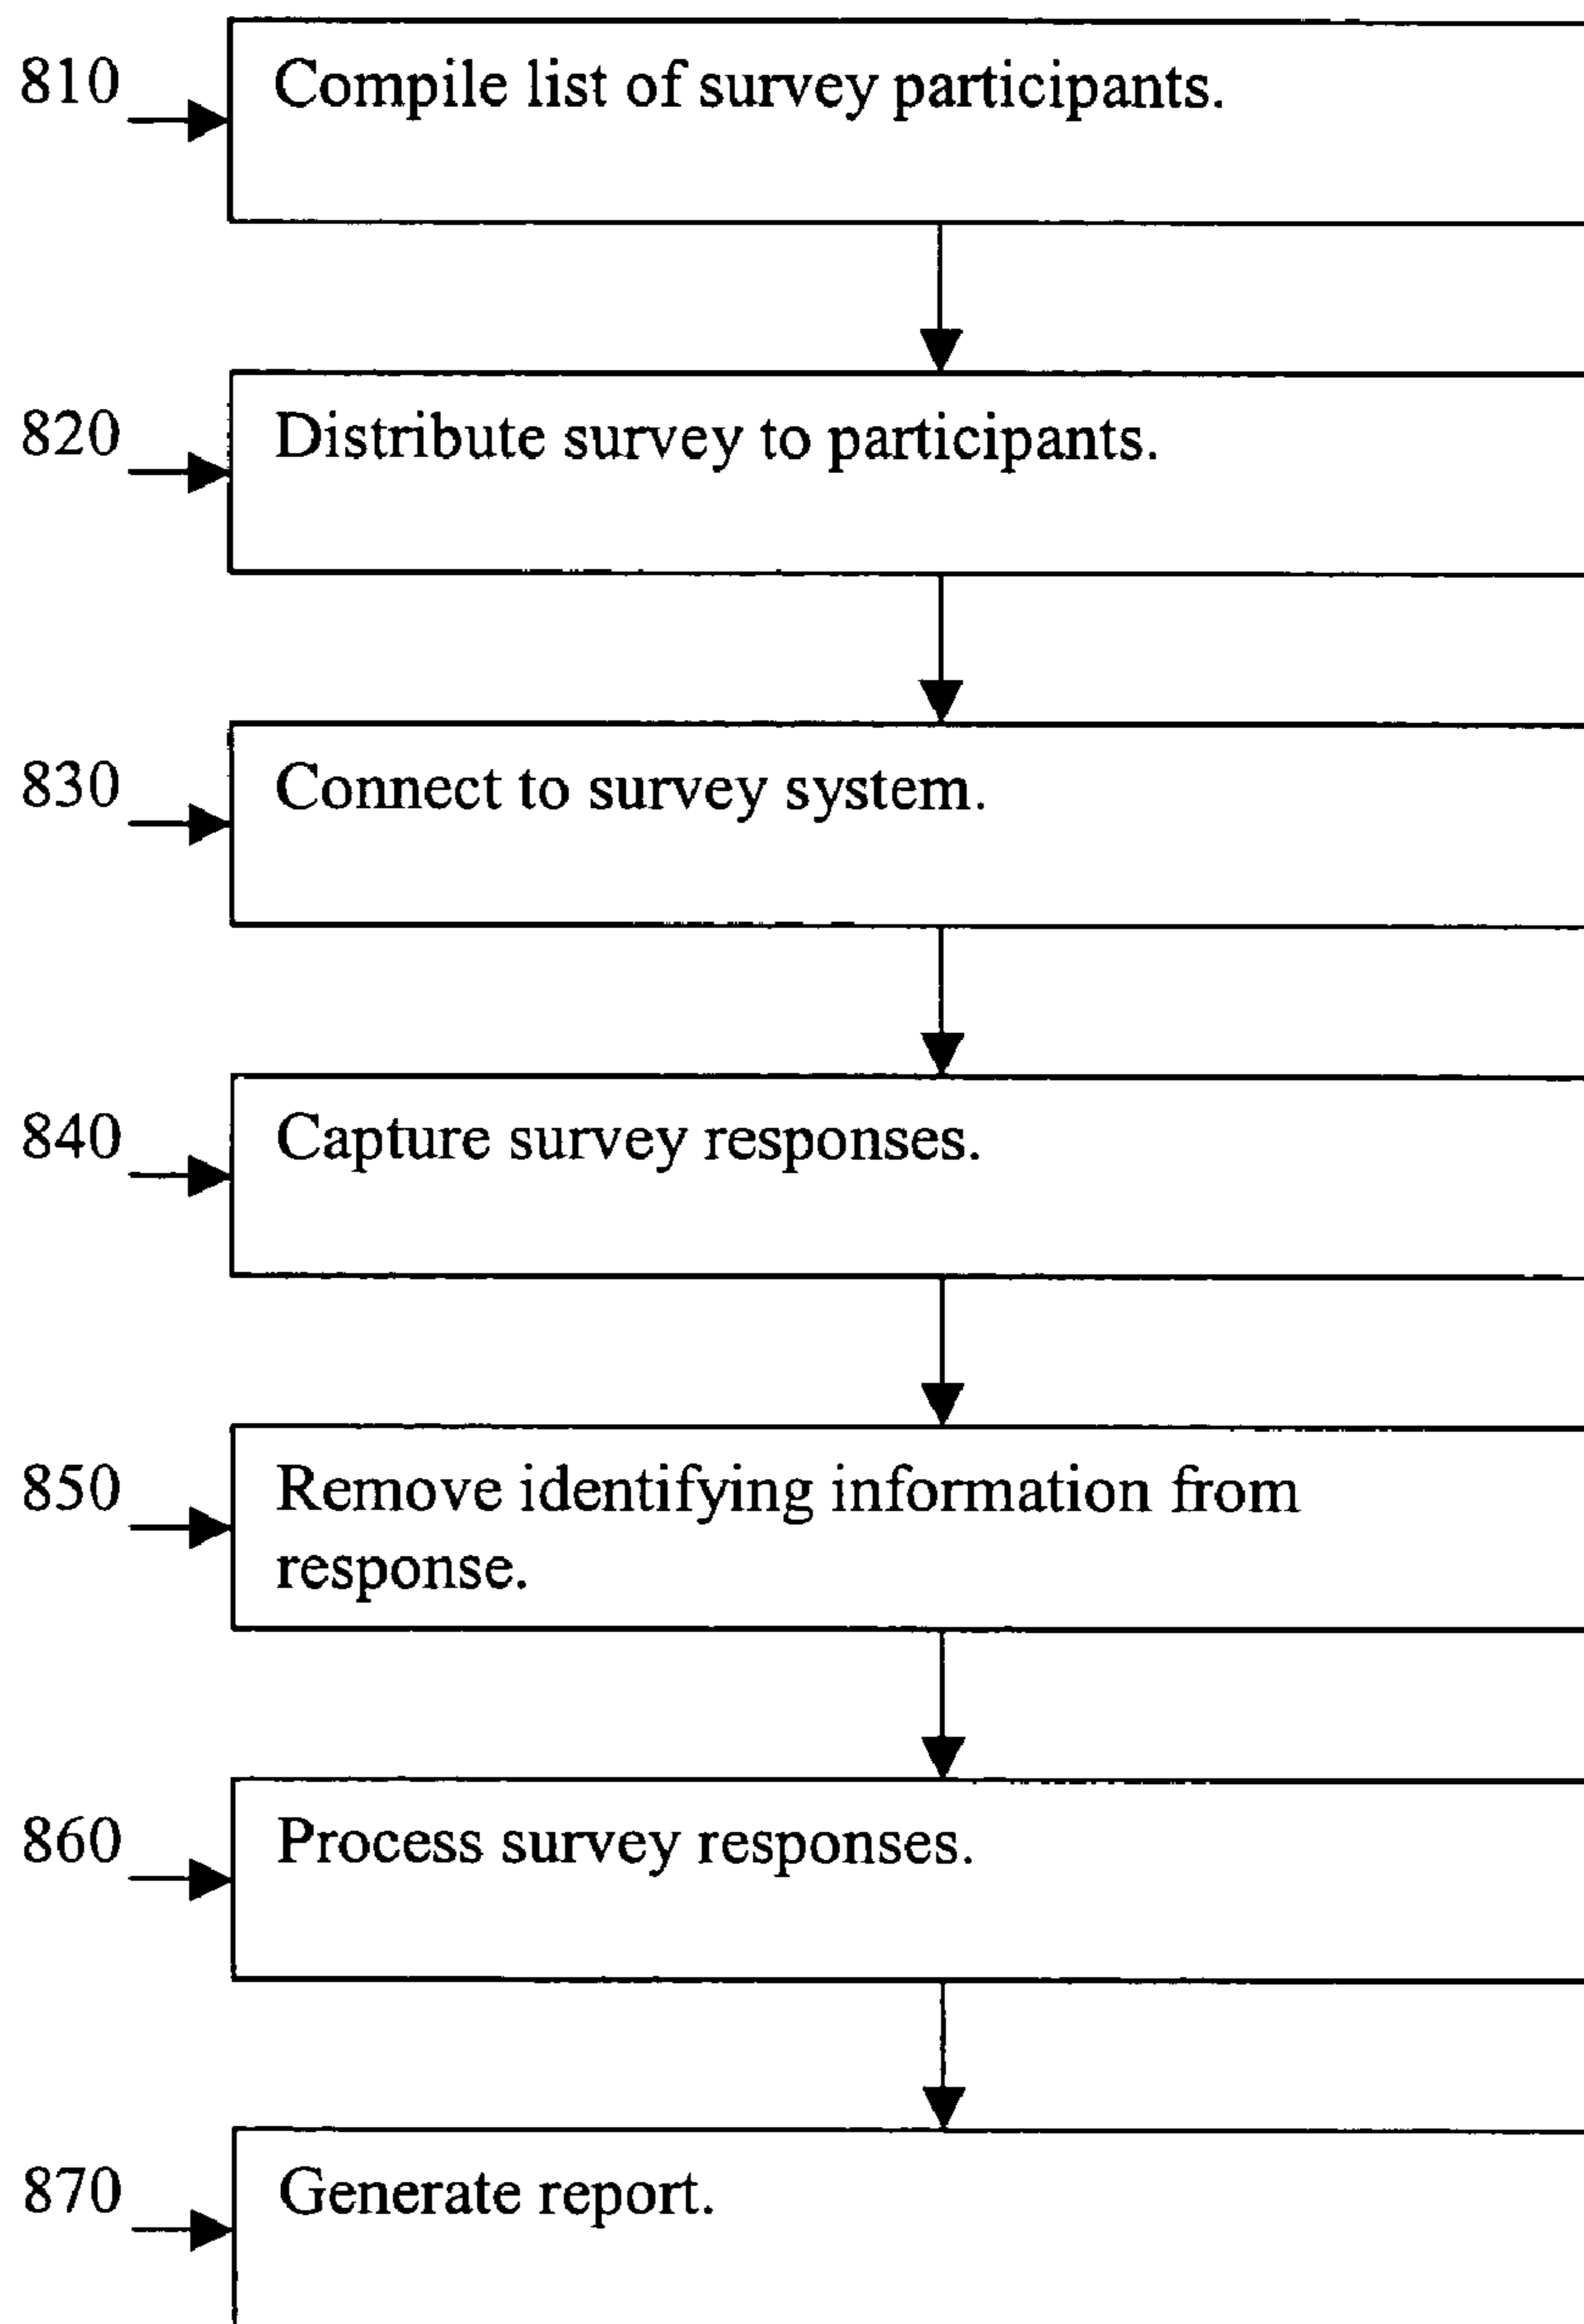 810
Compile list of survey participants.
820
Distribute survey to participants.
830
Connect to survey system.
840
Capture survey responses.
850
Remove identifying information from
response.
860
Process survey responses.
870
Generate report.